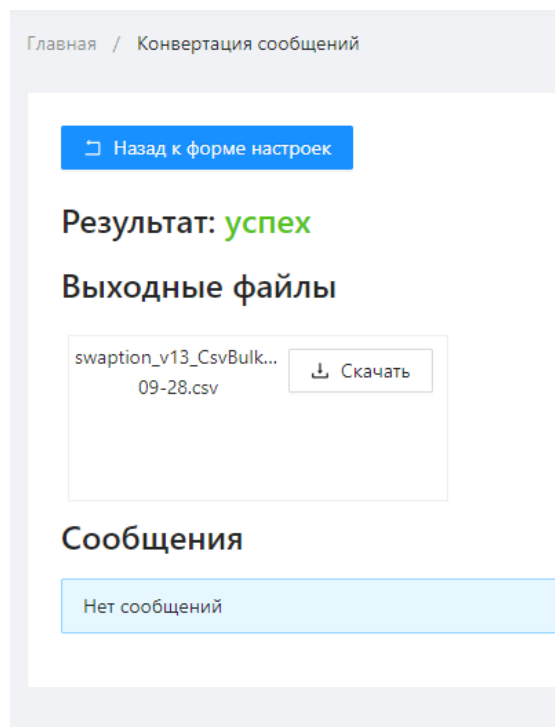 Главная / Конвертация сообщений
Назад к форме настроек
Результат: успех
Выходные файлы
swaption_v13_CsvBulk...
09-28.csv
Скачать
Сообщения
Нет сообщений